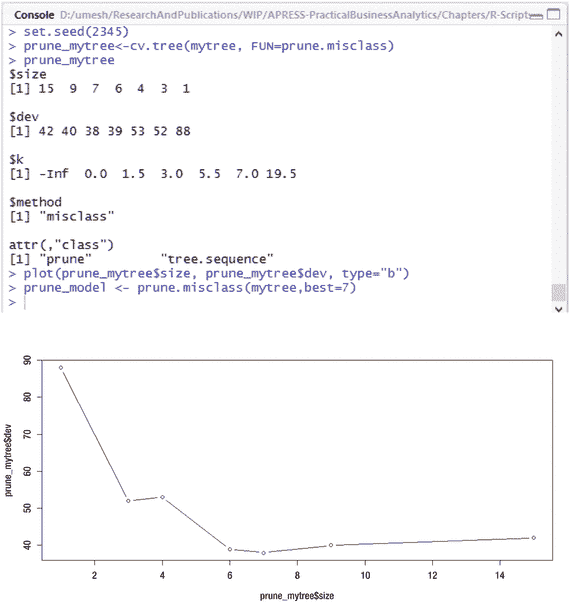 Console D:/umesh/ResearchAndPublications/WIP/APRESS-PracticalBusinessAnalytics/Chapters/R-Scripts
> set.seed(2345)
> prune_mytree<-cv.tree(mytree, FUN=prune.misclass)
> prune_mytree
$size
[1] 15 9 7 6 4 3 1
$dev
[1] 42 40 38 39 53 52 88
$k
[1] -Inf 0.0 1.5 3.0 5.5 7.0 19.5
$method
[1] "misclass"
attr(,"class")
[1] "prune" "tree.sequence"
> plot(prune_mytree$size, prune_mytree$dev, type="b")
> prune_model <- prune.misclass(mytree,best=7)
>
90
80
70
60
50
40
prune_mytree$dev
2 4 6 8 10 12 14
prune_mytree$size